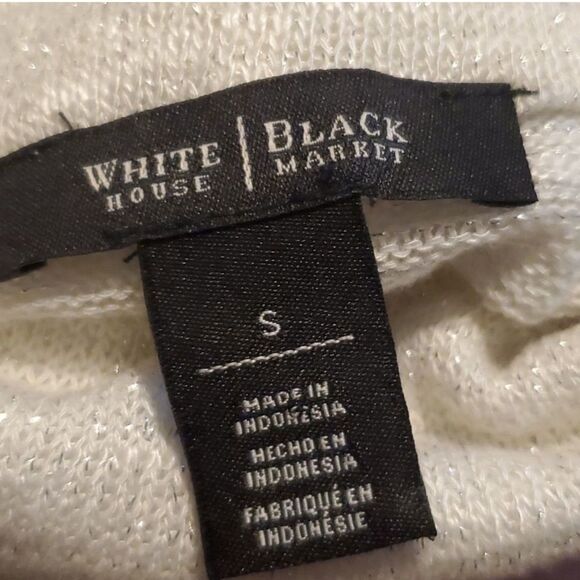 WHITE HOUSE | BLACK MARKET
S
MADE IN
INDONESIA
HECHO EN
INDONESIA
FABRIQUÉ EN
INDONÉSIE